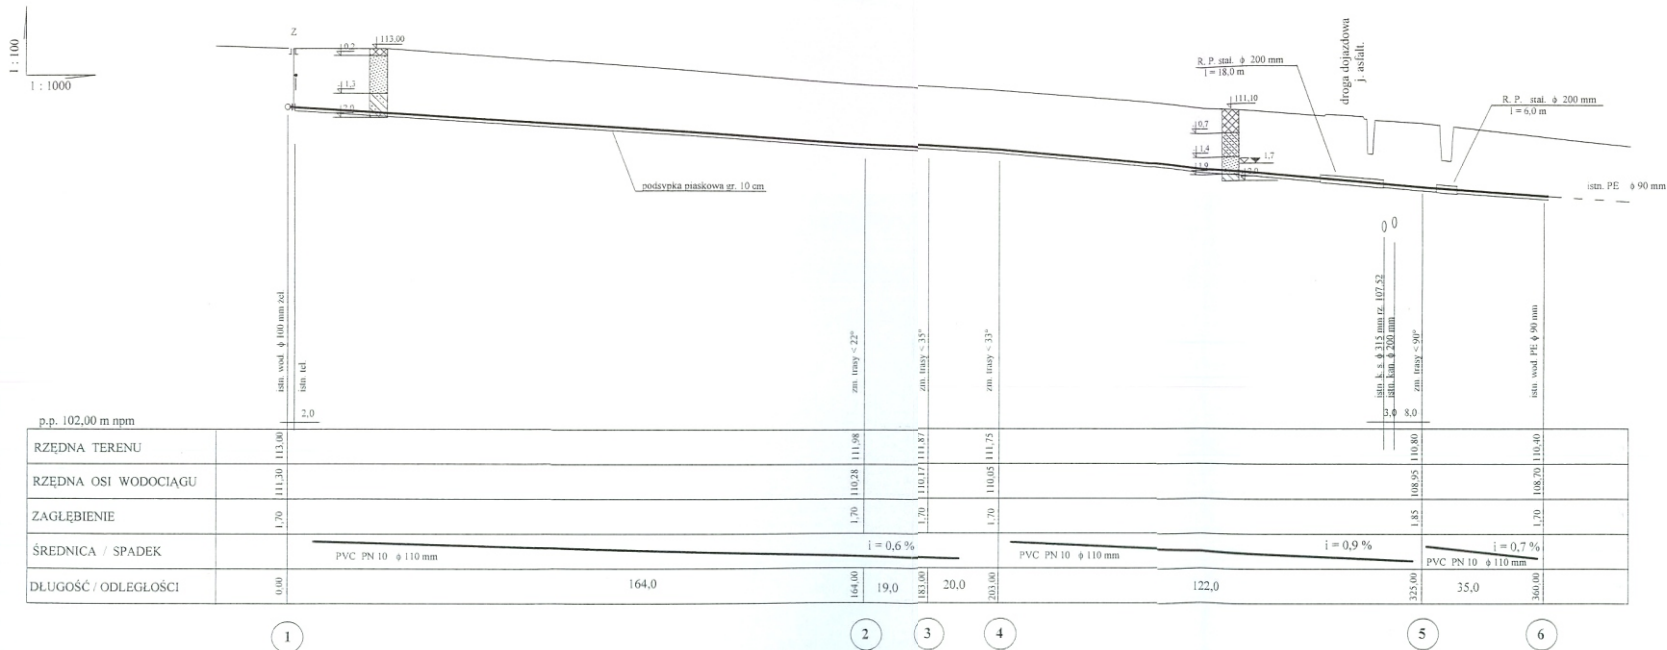 1 : 100
1 : 1000
Z
0,2
113,00
1,3
2,0
podsypka piaskowa gr. 10 cm
111,10
0,7
1,4
1,9
1,7
2,0
R. P. stal. ϕ 200 mm
l = 18,0 m
droga dojazdowa
j. asfalt.
R. P. stal. ϕ 200 mm
l = 6,0 m
istn. PE ϕ 90 mm
istn. wod. ϕ 100 mm żel.
istn. tel.
zm. trasy < 22°
zm. trasy < 35°
zm. trasy < 33°
istn. k. s. ϕ 315 mm rz. 107,52
istn. kan. ϕ 200 mm
zm. trasy < 90°
istn. wod. PE ϕ 90 mm
2,0
3,0 8,0
p.p. 102,00 m npm
RZĘDNA TERENU 113,00 111,98 111,87 111,75 110,80 110,40
RZĘDNA OSI WODOCIĄGU 111,30 110,28 110,17 110,05 108,95 108,70
ZAGŁĘBIENIE 1,70 1,70 1,70 1,70 1,85 1,70
ŚREDNICA / SPADEK PVC PN 10 ϕ 110 mm i = 0,6 % PVC PN 10 ϕ 110 mm i = 0,9 % PVC PN 10 ϕ 110 mm i = 0,7 %
DŁUGOŚĆ / ODLEGŁOŚCI 0,00 164,0 164,00 19,0 183,00 20,0 203,00 122,0 325,00 35,0 360,00
1 2 3 4 5 6